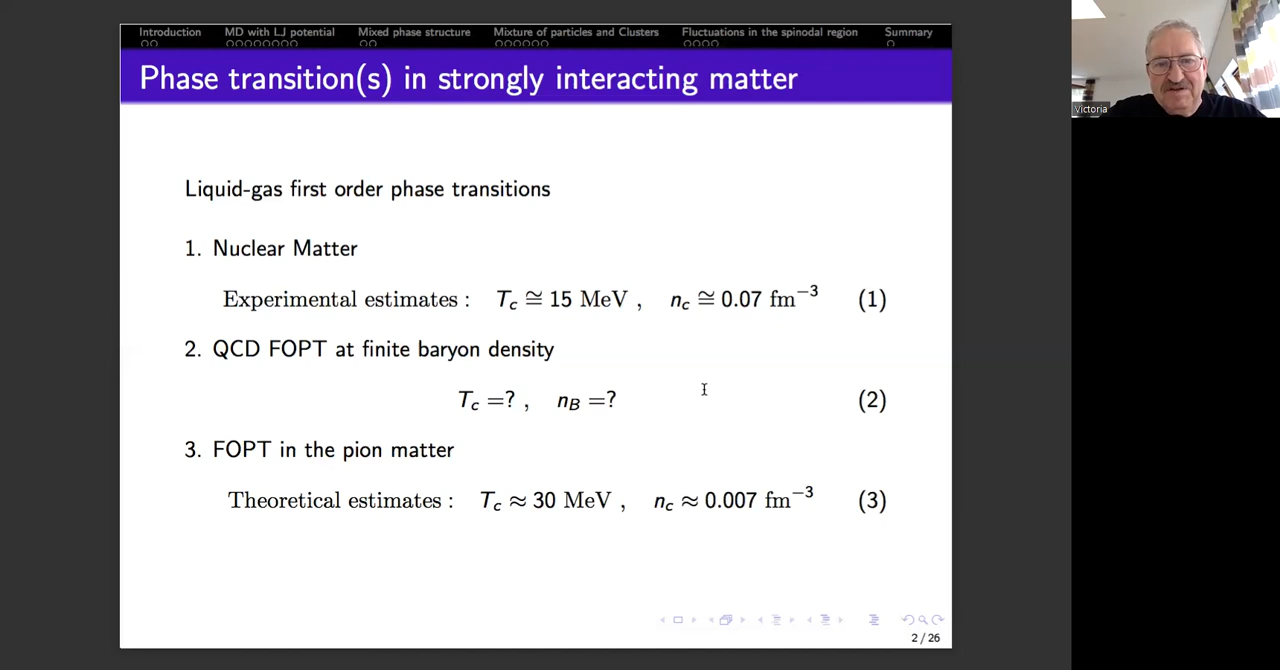 Introduction MD with LJ potential Mixed phase structure Mixture of particles and Clusters Fluctuations in the spinodal region Summary
Phase transition(s) in strongly interacting matter
Victoria
Liquid-gas first order phase transitions
1. Nuclear Matter
Experimental estimates : T_c ≅ 15 MeV , n_c ≅ 0.07 fm^{−3} (1)
2. QCD FOPT at finite baryon density
T_c =? , n_B =? (2)
3. FOPT in the pion matter
Theoretical estimates : T_c ≈ 30 MeV , n_c ≈ 0.007 fm^{−3} (3)
2 / 26